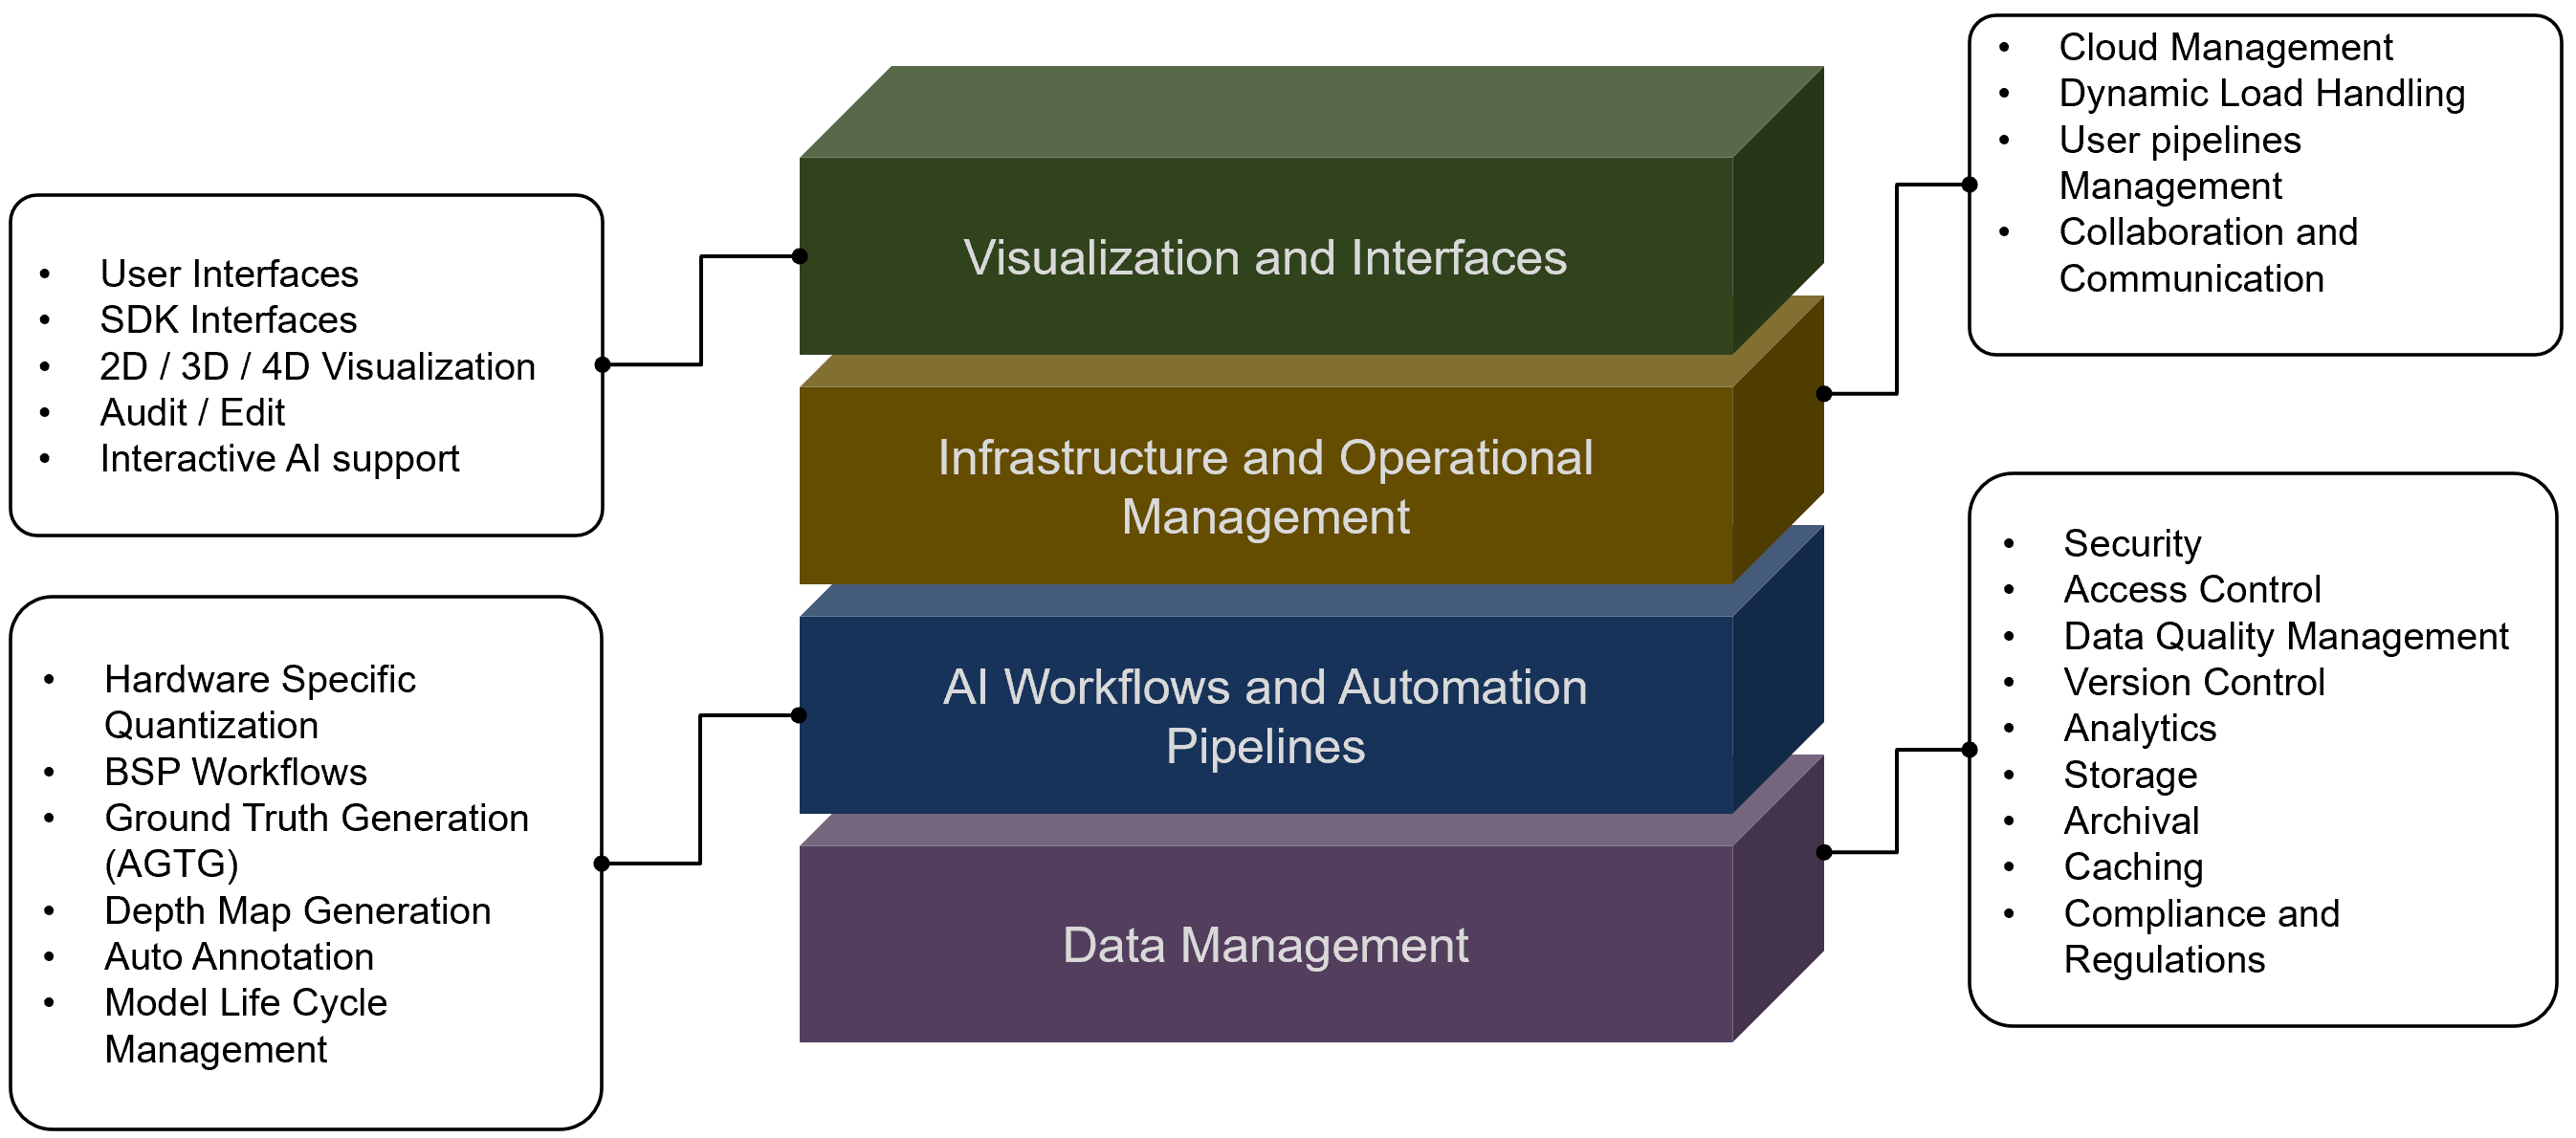 Visualization and Interfaces
Infrastructure and Operational
Management
AI Workflows and Automation
Pipelines
Data Management
• User Interfaces
• SDK Interfaces
• 2D / 3D / 4D Visualization
• Audit / Edit
• Interactive AI support
• Hardware Specific
Quantization
• BSP Workflows
• Ground Truth Generation
(AGTG)
• Depth Map Generation
• Auto Annotation
• Model Life Cycle
Management
• Cloud Management
• Dynamic Load Handling
• User pipelines
Management
• Collaboration and
Communication
• Security
• Access Control
• Data Quality Management
• Version Control
• Analytics
• Storage
• Archival
• Caching
• Compliance and
Regulations